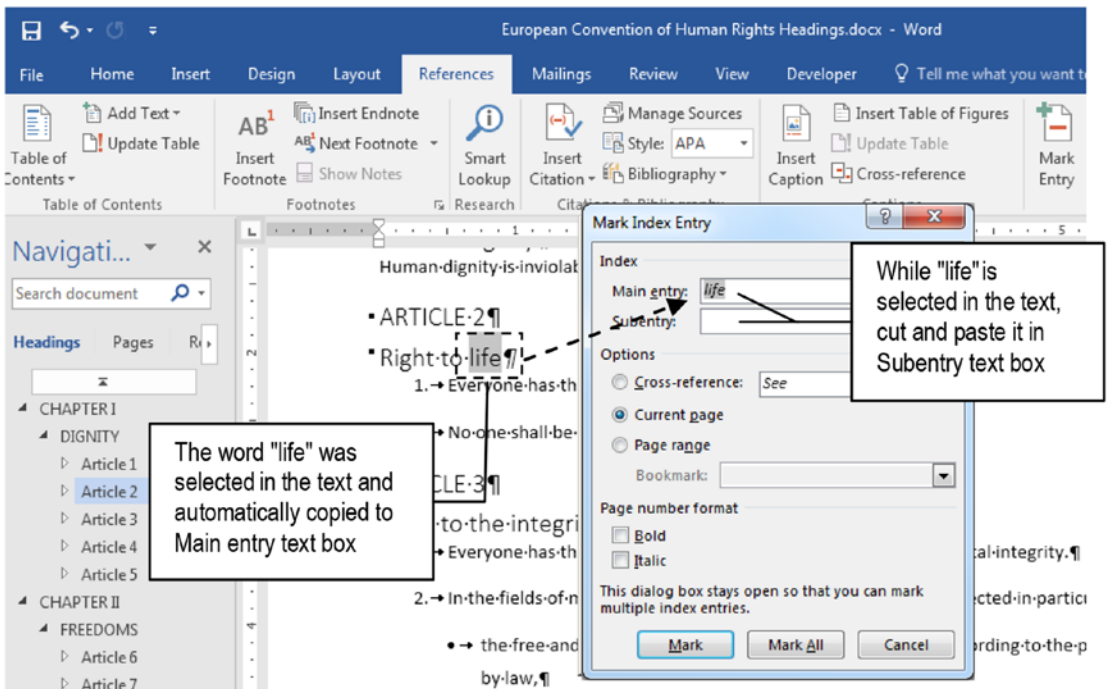 European Convention of Human Rights Headings.docx - Word
File Home Insert Design Layout References Mailings Review View Developer Tell me what you want t
Table of Contents
Add Text
Update Table
Table of Contents
AB¹ Insert Footnote
Insert Endnote
AB¹ Next Footnote
Show Notes
Footnotes
Smart Lookup
Research
Insert Citation
Manage Sources
Style: APA
Bibliography
Insert Caption
Insert Table of Figures
Update Table
Cross-reference
Mark Entry
Navigati...
Search document
Headings Pages
CHAPTER I
DIGNITY
Article 1
Article 2
Article 3
Article 4
Article 5
CHAPTER II
FREEDOMS
Article 6
Article 7
L 1 5
2
4
Human·dignity·is·inviolab
ARTICLE·2¶
Right·to·life¶
1.→Everyone·has·th
→No·one·shall·be·
CLE·3¶
·to·the·integri
→Everyone·has·th al·integrity.¶
2.→In·the·fields·of·m ected·in·particu
•→the·free·and rding·to·the·p
by·law,¶
The word "life" was
selected in the text and
automatically copied to
Main entry text box
Mark Index Entry
Index
Main entry: life
Subentry:
Options
Cross-reference: See
Current page
Page range
Bookmark:
Page number format
Bold
Italic
This dialog box stays open so that you can mark
multiple index entries.
Mark Mark All Cancel
While "life" is
selected in the text,
cut and paste it in
Subentry text box